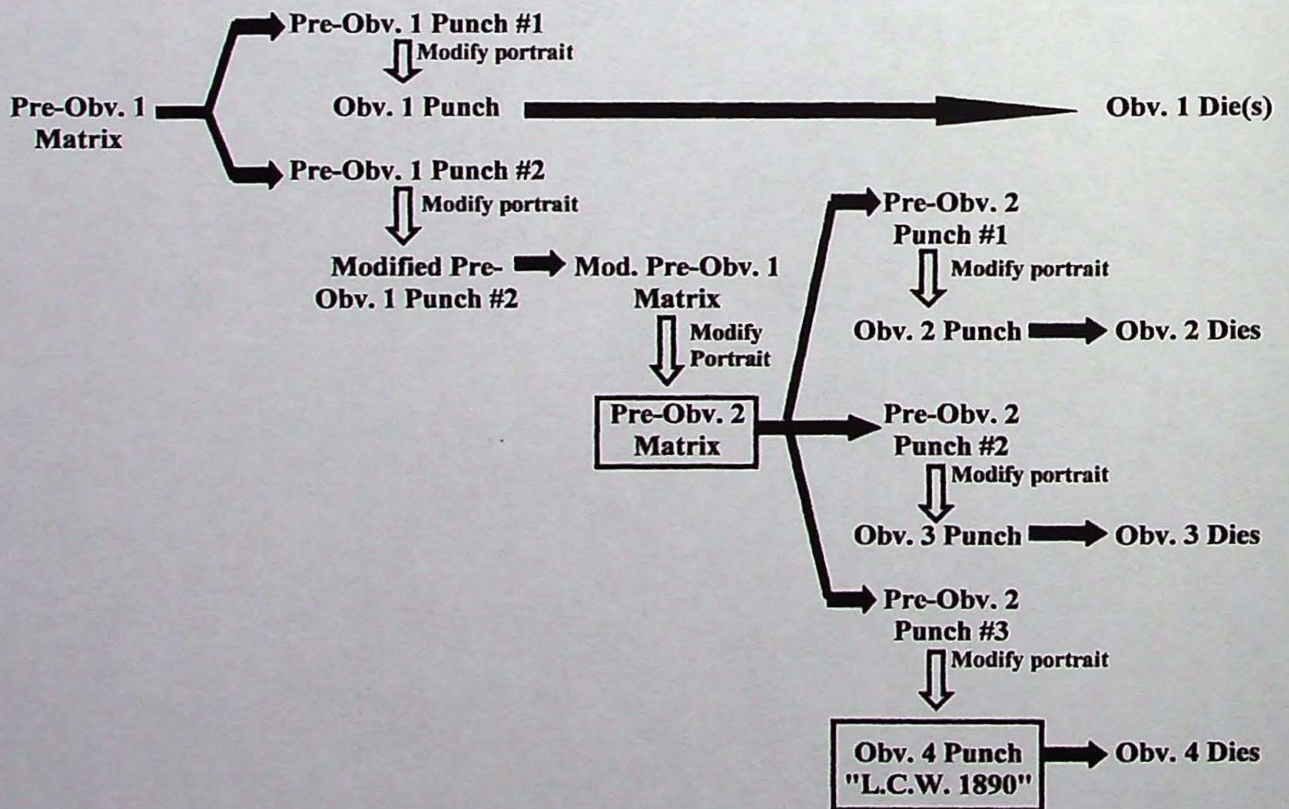 Pre-Obv. 1 Punch #1
Modify portrait
Pre-Obv. 1
Matrix
Obv. 1 Punch
Obv. 1 Die(s)
Pre-Obv. 1 Punch #2
Modify portrait
Modified Pre-
Obv. 1 Punch #2
Mod. Pre-Obv. 1
Matrix
Modify
Portrait
Pre-Obv. 2
Matrix
Pre-Obv. 2
Punch #1
Modify portrait
Obv. 2 Punch
Obv. 2 Dies
Pre-Obv. 2
Punch #2
Modify portrait
Obv. 3 Punch
Obv. 3 Dies
Pre-Obv. 2
Punch #3
Modify portrait
Obv. 4 Punch
"L.C.W. 1890"
Obv. 4 Dies